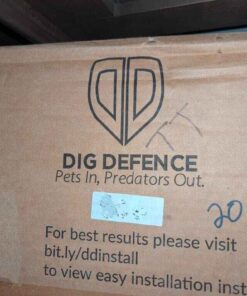 DIG DEFENCE
Pets In, Predators Out.
20
For best results please visit
bit.ly/ddinstall
to view easy installation inst